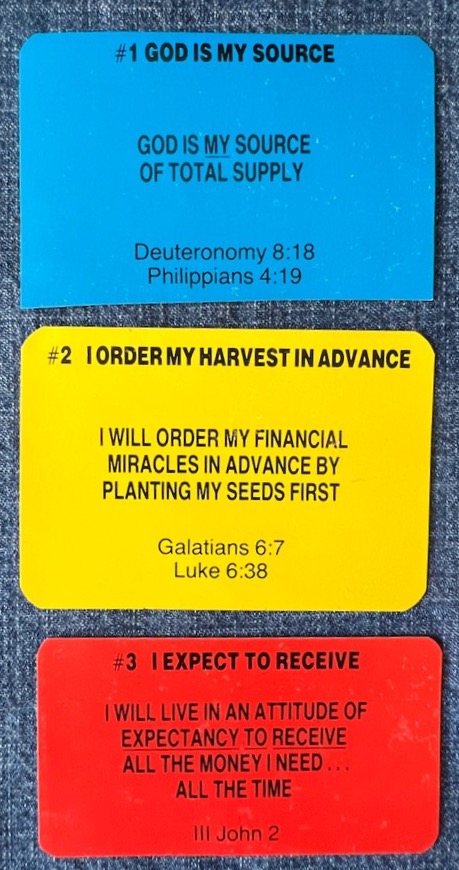 #1 GOD IS MY SOURCE
GOD IS MY SOURCE
OF TOTAL SUPPLY
Deuteronomy 8:18
Philippians 4:19
#2 I ORDER MY HARVEST IN ADVANCE
I WILL ORDER MY FINANCIAL
MIRACLES IN ADVANCE BY
PLANTING MY SEEDS FIRST
Galatians 6:7
Luke 6:38
#3 I EXPECT TO RECEIVE
I WILL LIVE IN AN ATTITUDE OF
EXPECTANCY TO RECEIVE
ALL THE MONEY I NEED . . .
ALL THE TIME
III John 2